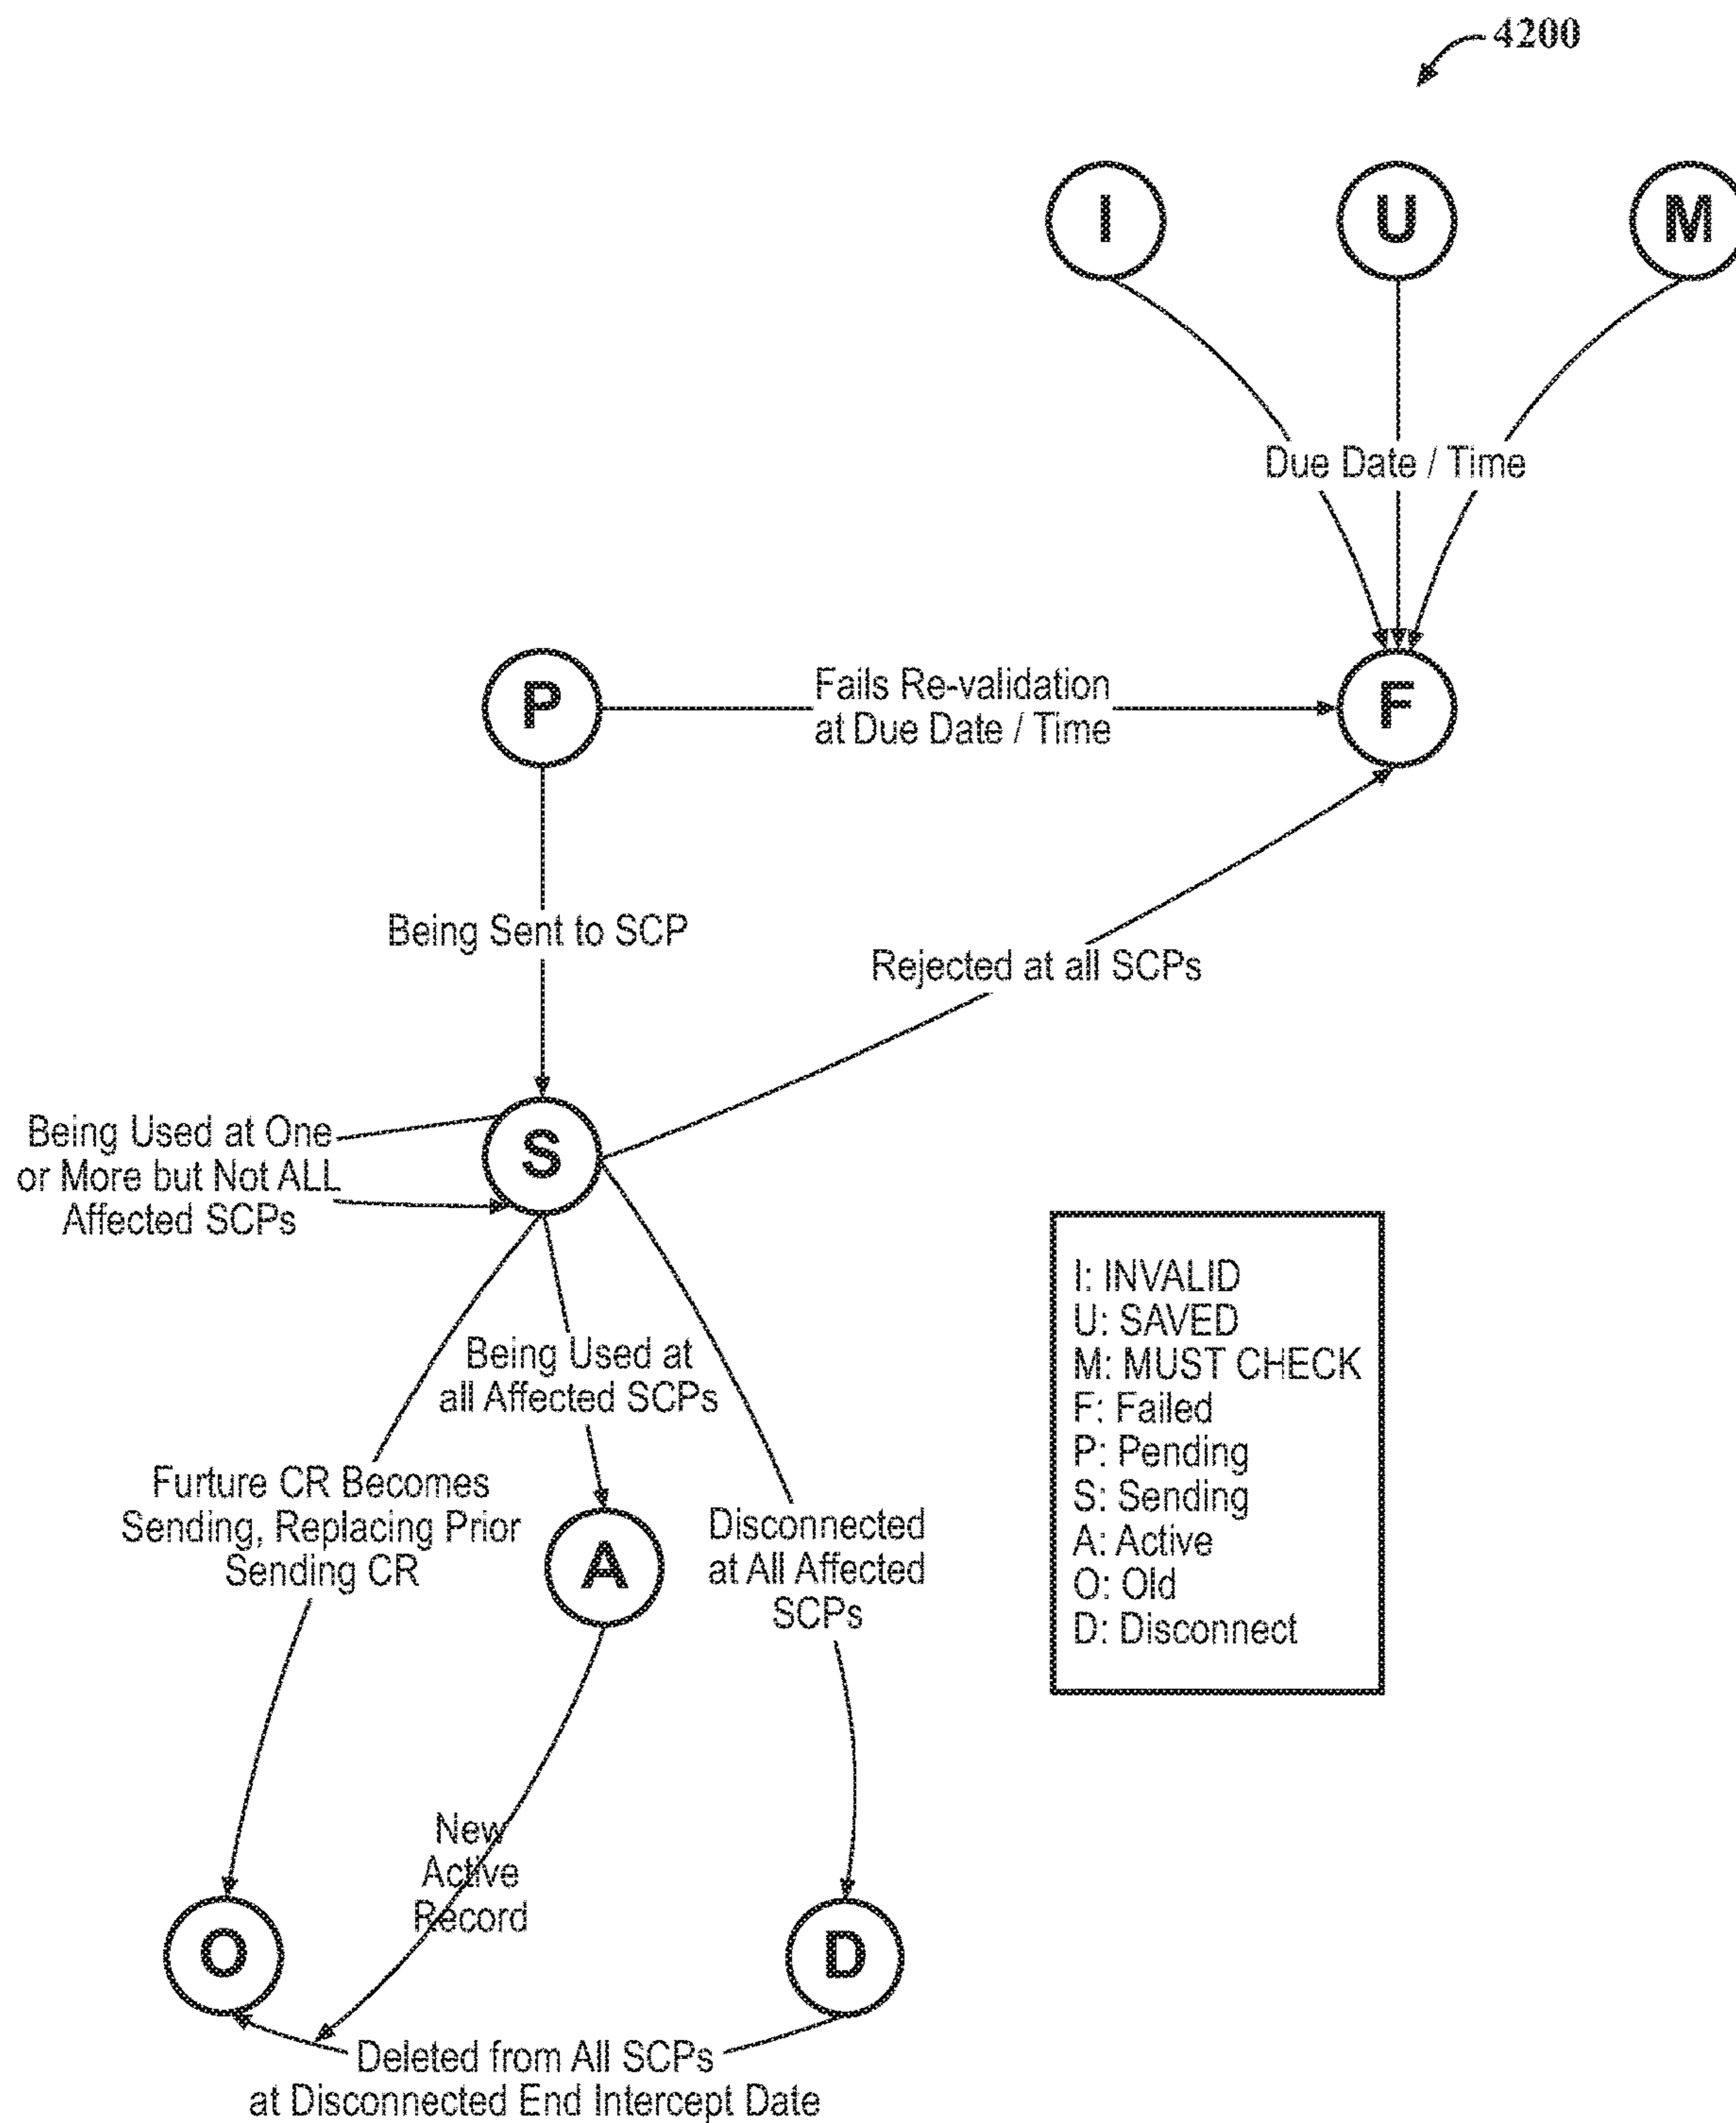 4200
I
U
M
Due Date / Time
P
Fails Re-validation
at Due Date / Time
F
Being Sent to SCP
Rejected at all SCPs
Being Used at One
or More but Not ALL
Affected SCPs
S
Being Used at
all Affected SCPs
Furture CR Becomes
Sending, Replacing Prior
Sending CR
A
Disconnected
at All Affected
SCPs
I: INVALID
U: SAVED
M: MUST CHECK
F: Failed
P: Pending
S: Sending
A: Active
O: Old
D: Disconnect
New
Active
Record
O
D
Deleted from All SCPs
at Disconnected End Intercept Date